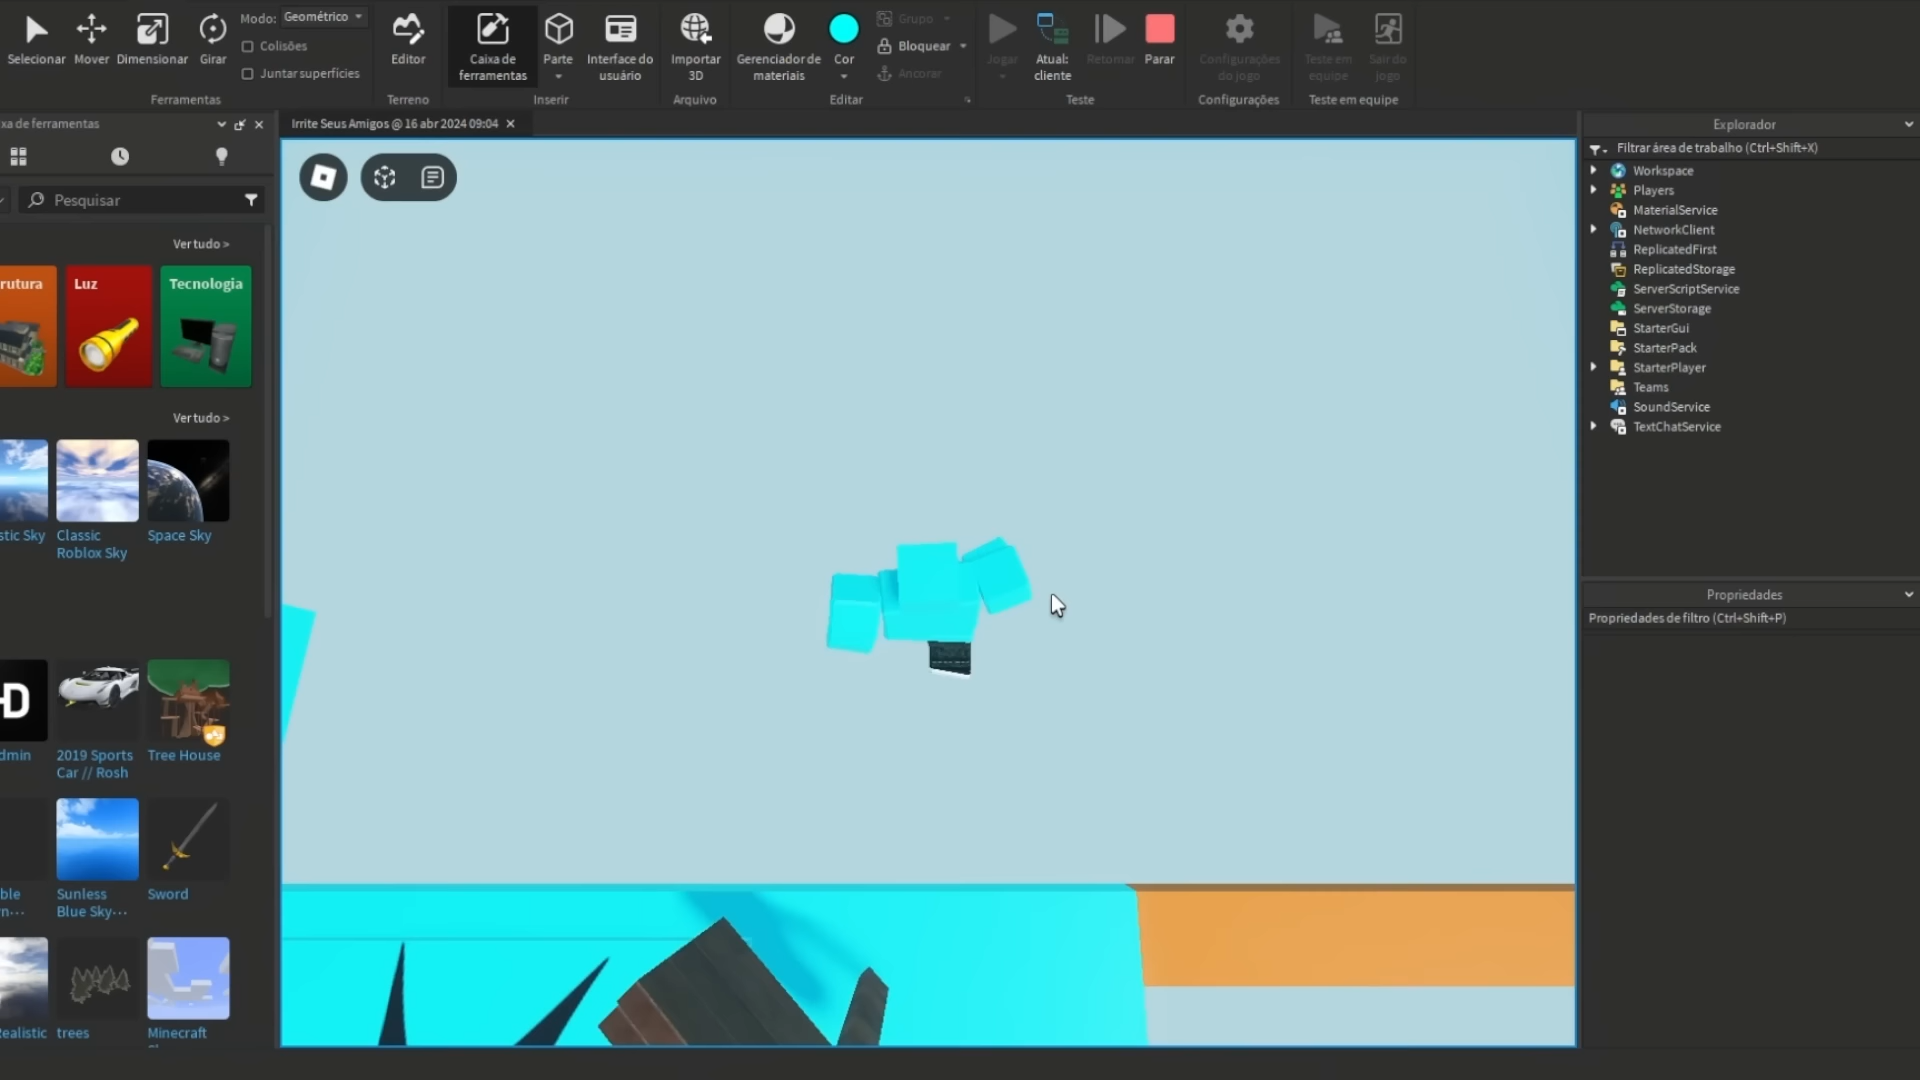 Selecionar
Mover
Dimensionar
Girar
Modo:
Geométrico
Colisões
Juntar superfícies
Ferramentas
Editor
Terreno
Caixa de
ferramentas
Parte
Interface do
usuário
Inserir
Importar
3D
Arquivo
Gerenciador de
materiais
Cor
Grupo
Bloquear
Ancorar
Editar
Jogar
Atual:
cliente
Retomar
Parar
Teste
Configurações
do jogo
Configurações
Teste em
equipe
Sair do
jogo
Teste em equipe
xa de ferramentas
Irrite Seus Amigos @ 16 abr 2024 09:04
Pesquisar
Ver tudo >
rutura
Luz
Tecnologia
Ver tudo >
stic Sky
Classic
Roblox Sky
Space Sky
D
dmin
2019 Sports
Car // Rosh
Tree House
ble
n···
Sunless
Blue Sky···
Sword
ealistic
trees
Minecraft
Explorador
Filtrar área de trabalho (Ctrl+Shift+X)
Workspace
Players
MaterialService
NetworkClient
ReplicatedFirst
ReplicatedStorage
ServerScriptService
ServerStorage
StarterGui
StarterPack
StarterPlayer
Teams
SoundService
TextChatService
Propriedades
Propriedades de filtro (Ctrl+Shift+P)